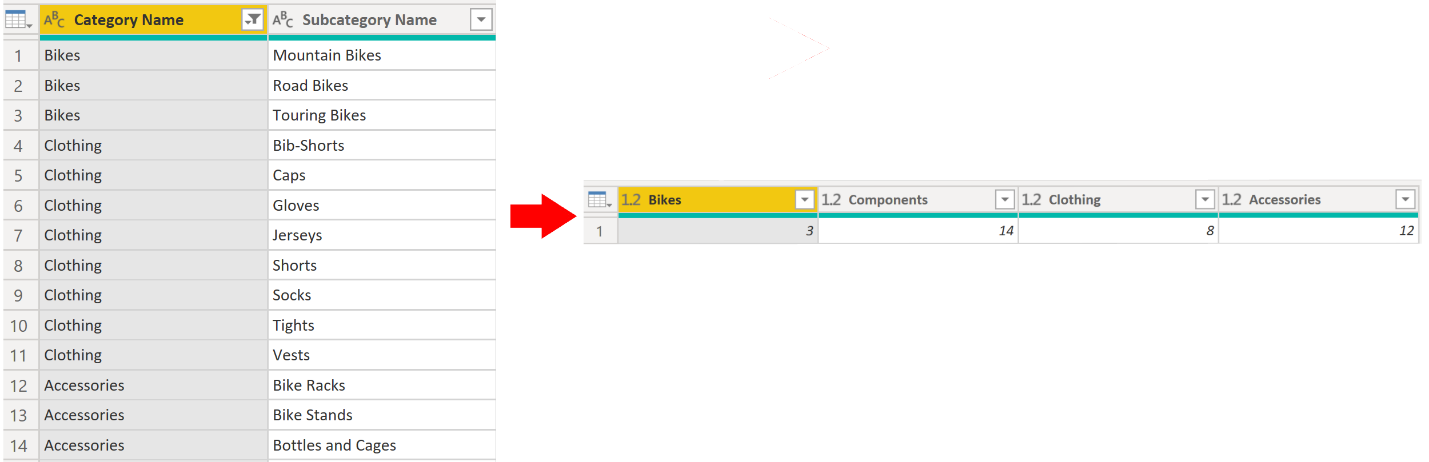 ABC Category Name ABC Subcategory Name
1 Bikes Mountain Bikes
2 Bikes Road Bikes
3 Bikes Touring Bikes
4 Clothing Bib-Shorts
5 Clothing Caps
6 Clothing Gloves
7 Clothing Jerseys
8 Clothing Shorts
9 Clothing Socks
10 Clothing Tights
11 Clothing Vests
12 Accessories Bike Racks
13 Accessories Bike Stands
14 Accessories Bottles and Cages
1.2 Bikes 1.2 Components 1.2 Clothing 1.2 Accessories
1 3 14 8 12